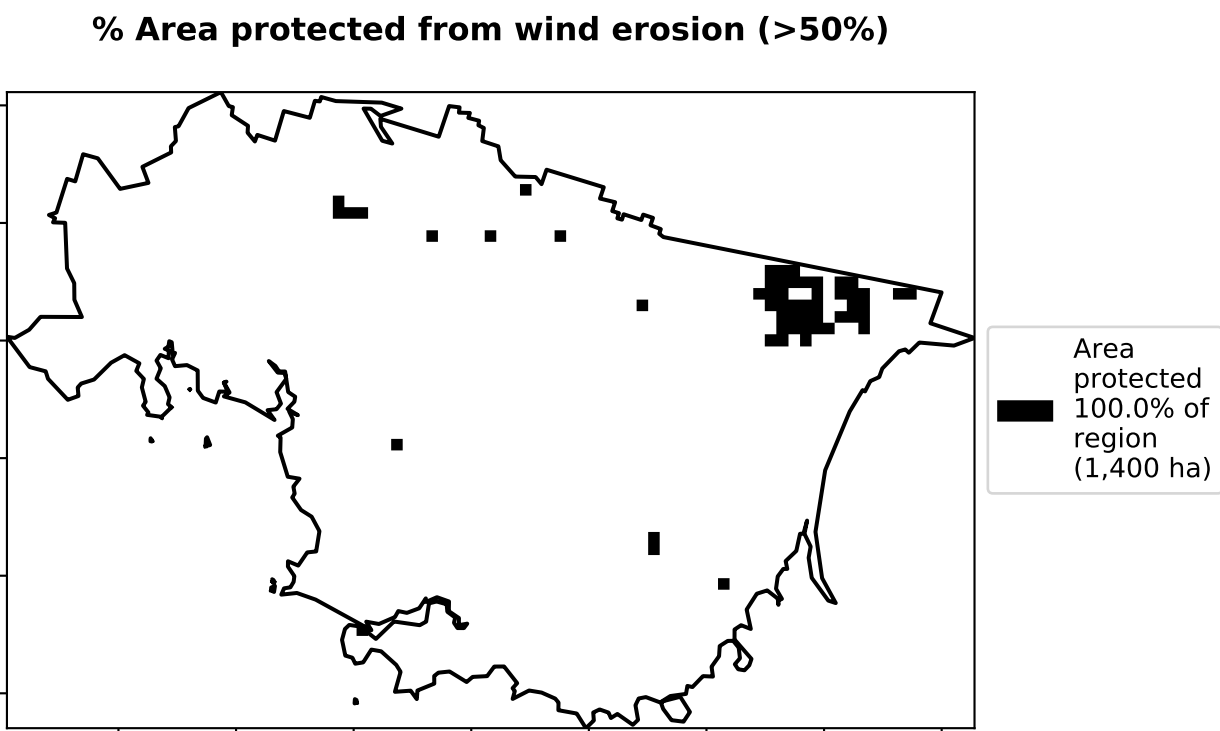 % Area protected from wind erosion (>50%)
Area
protected
100.0% of
region
(1,400 ha)